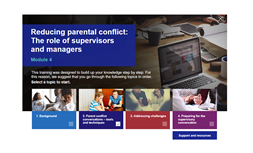 Reducing parental conflict:
The role of supervisors
and managers
Module 4
This training was designed to build up your knowledge step by step. For
this reason, we suggest that you go through the following topics in order.
Select a topic to start.
1. Background
2. Parent conflict
conversations – tools
and techniques
3. Addressing challenges
4. Preparing for the
supervisory
conversation
Support and resources